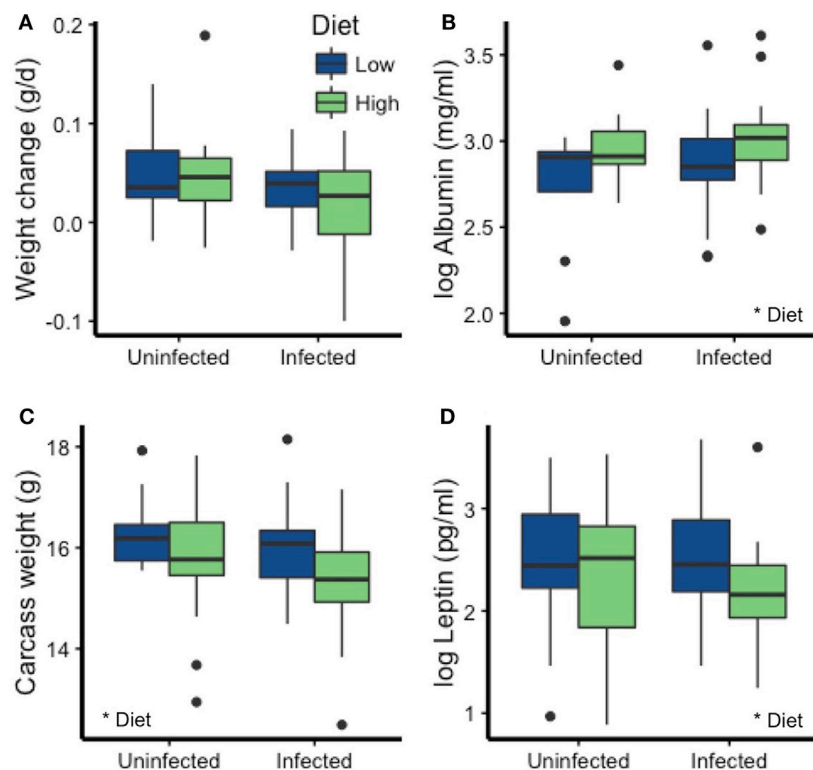 A
Weight change (g/d)
0.2
0.1
0.0
-0.1
Diet
Low
High
Uninfected
Infected
B
log Albumin (mg/ml)
3.5
3.0
2.5
2.0
* Diet
Uninfected
Infected
C
Carcass weight (g)
18
16
14
* Diet
Uninfected
Infected
D
log Leptin (pg/ml)
3
2
1
* Diet
Uninfected
Infected